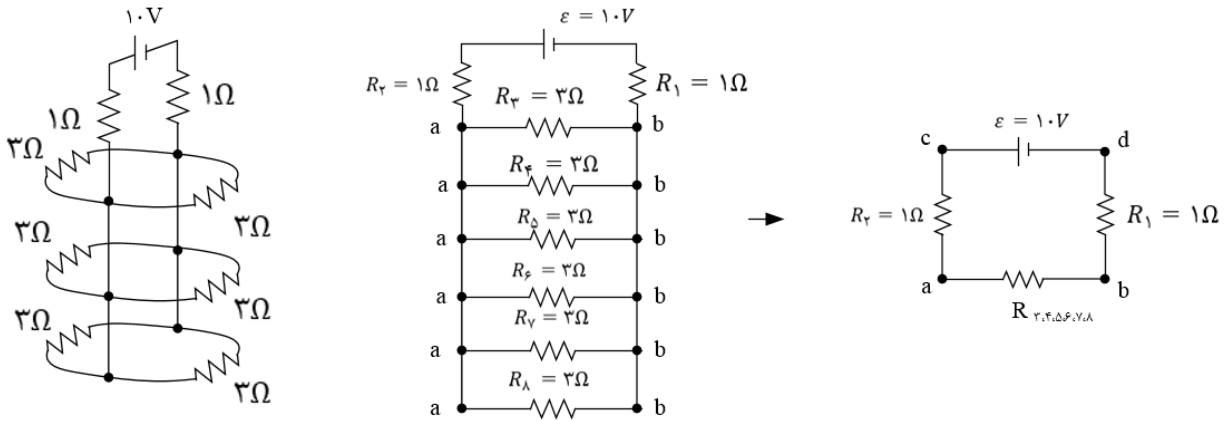 ۱۰V
۱Ω
۱Ω
۳Ω
۳Ω
۳Ω
۳Ω
۳Ω
۳Ω
ε = ۱۰V
R۲ = ۱Ω
R۱ = ۱Ω
R۳ = ۳Ω
a b
R۴ = ۳Ω
a b
R۵ = ۳Ω
a b
R۶ = ۳Ω
a b
R۷ = ۳Ω
a b
R۸ = ۳Ω
a b
ε = ۱۰V
c d
R۲ = ۱Ω
R۱ = ۱Ω
a b
R ۳،۴،۵،۶،۷،۸